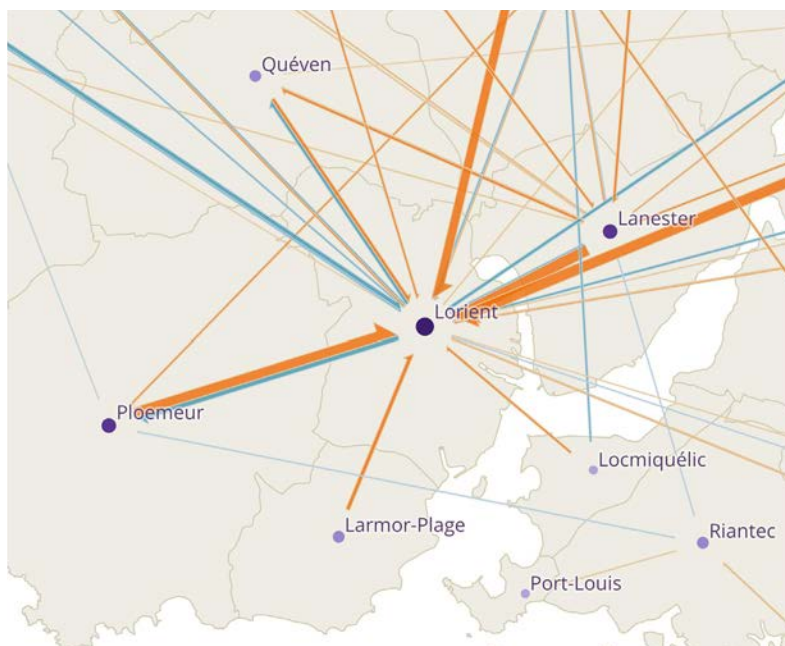 Quéven
Lanester
Lorient
Ploemeur
Locmiquélic
Larmor-Plage
Riantec
Port-Louis